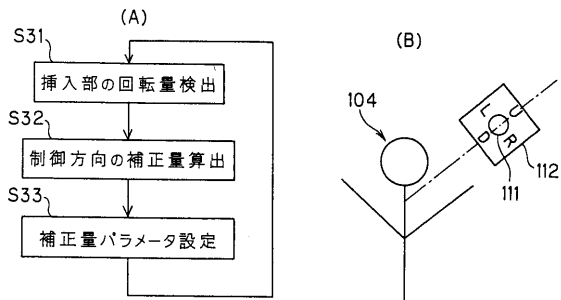 (A)
S31
挿入部の回転量検出
S32
制御方向の補正量算出
S33
補正量パラメータ設定
(B)
104
L
U
D
R
111
112